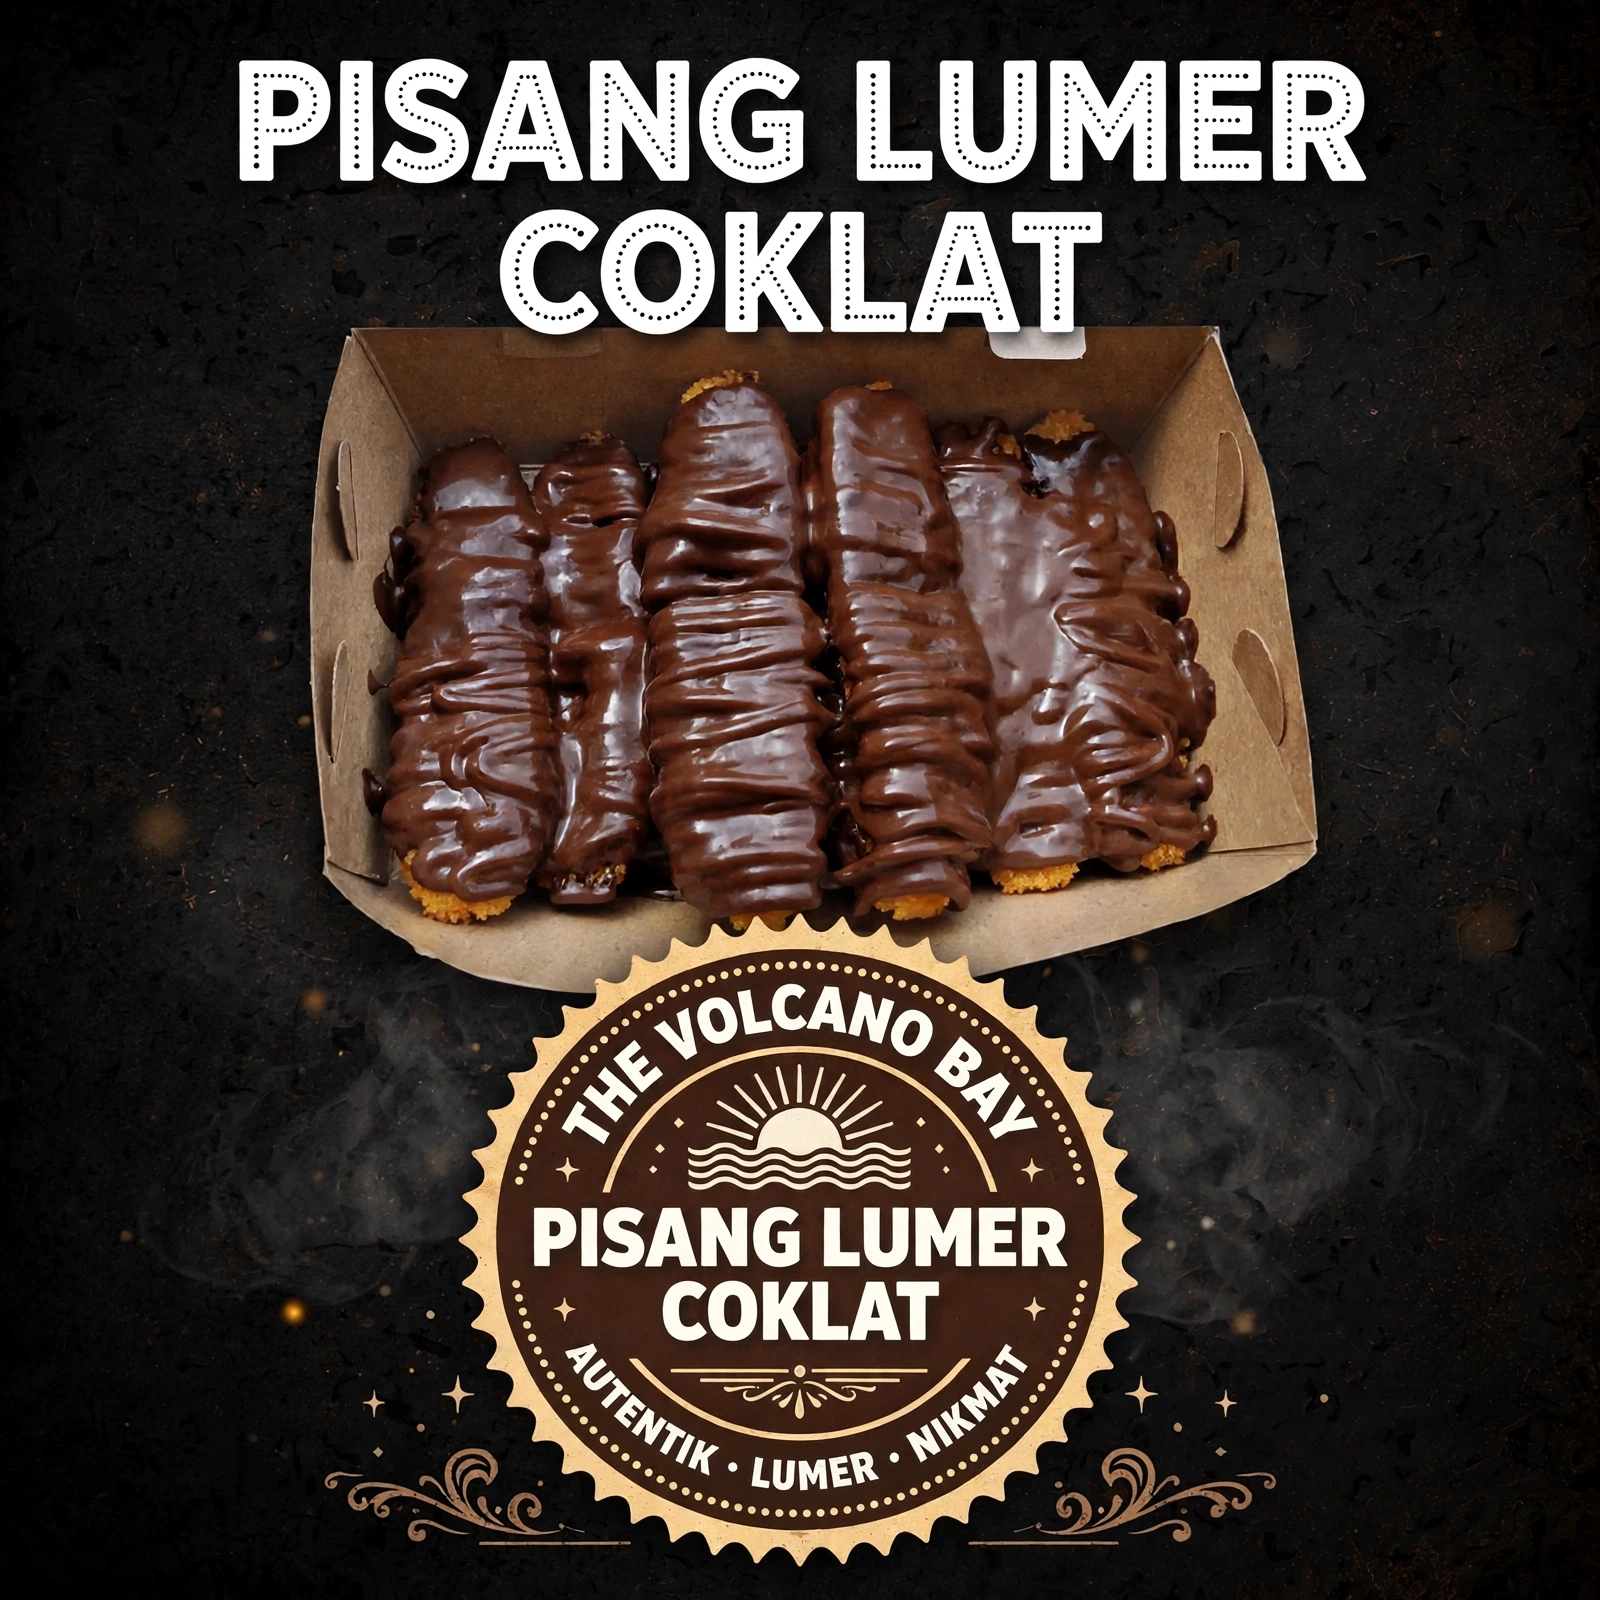 PISANG LUMER
COKLAT
THE VOLCANO BAY
PISANG LUMER
COKLAT
AUTENTIK • LUMER • NIKMAT